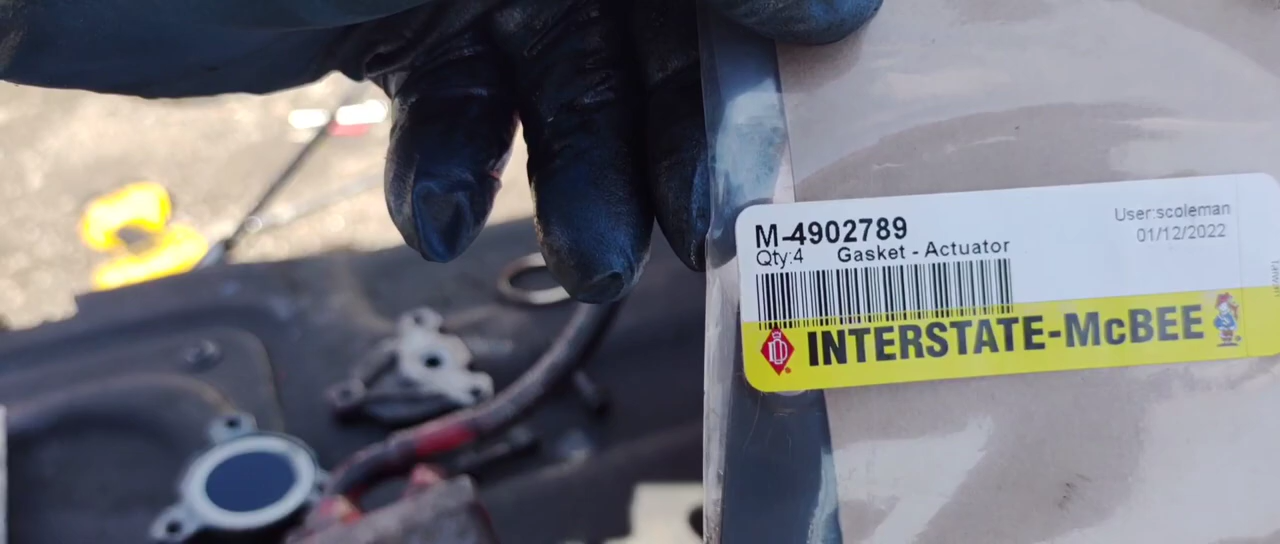 M-4902789
Qty:4 Gasket - Actuator
User:scoleman
01/12/2022
INTERSTATE-McBEE